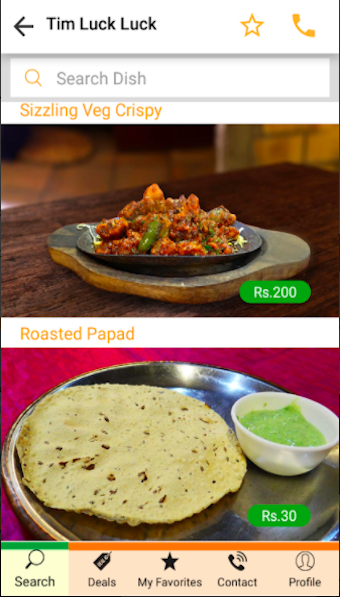 Tim Luck Luck
Search Dish
Sizzling Veg Crispy
Rs.200
Roasted Papad
Rs.30
Search
Deals
My Favorites
Contact
Profile